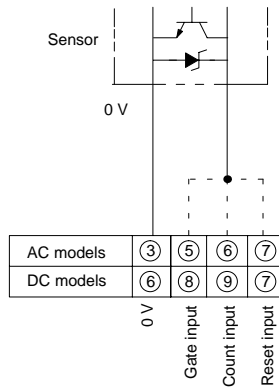 Sensor
0 V
AC models ③ ⑤ ⑥ ⑦
DC models ⑥ ⑧ ⑨ ⑦
0 V
Gate input
Count input
Reset input